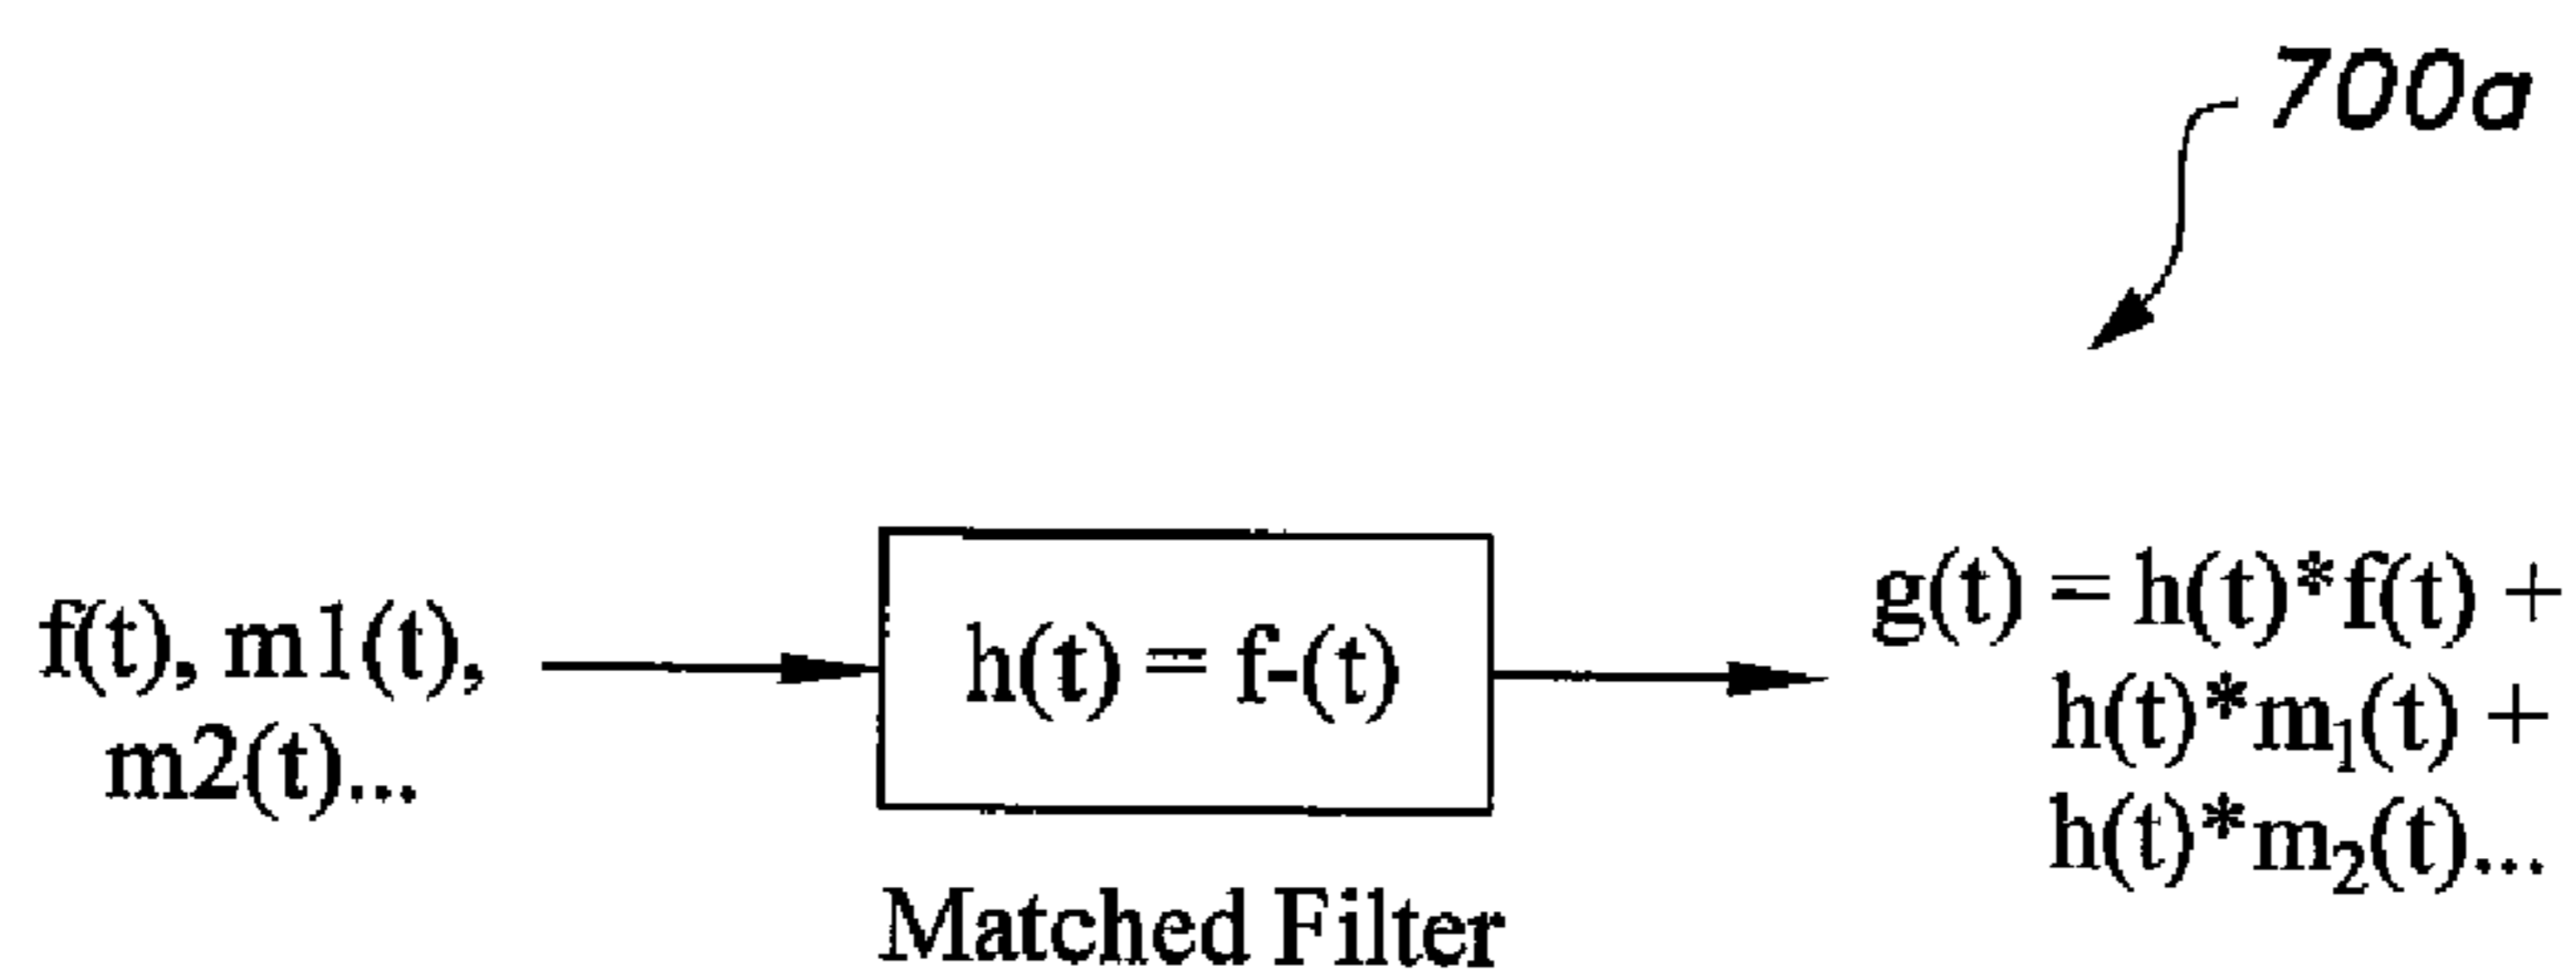 700a
f(t), m1(t),
m2(t)...
h(t) = f-(t)
Matched Filter
g(t) = h(t)*f(t) +
h(t)*m₁(t) +
h(t)*m₂(t)...